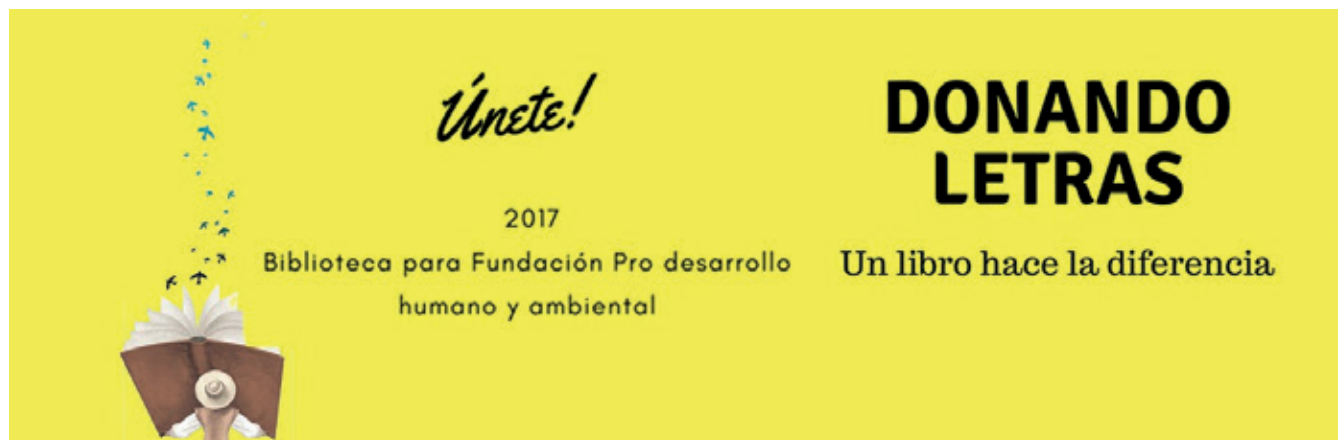 Únete!
2017
Biblioteca para Fundación Pro desarrollo
humano y ambiental
DONANDO
LETRAS
Un libro hace la diferencia